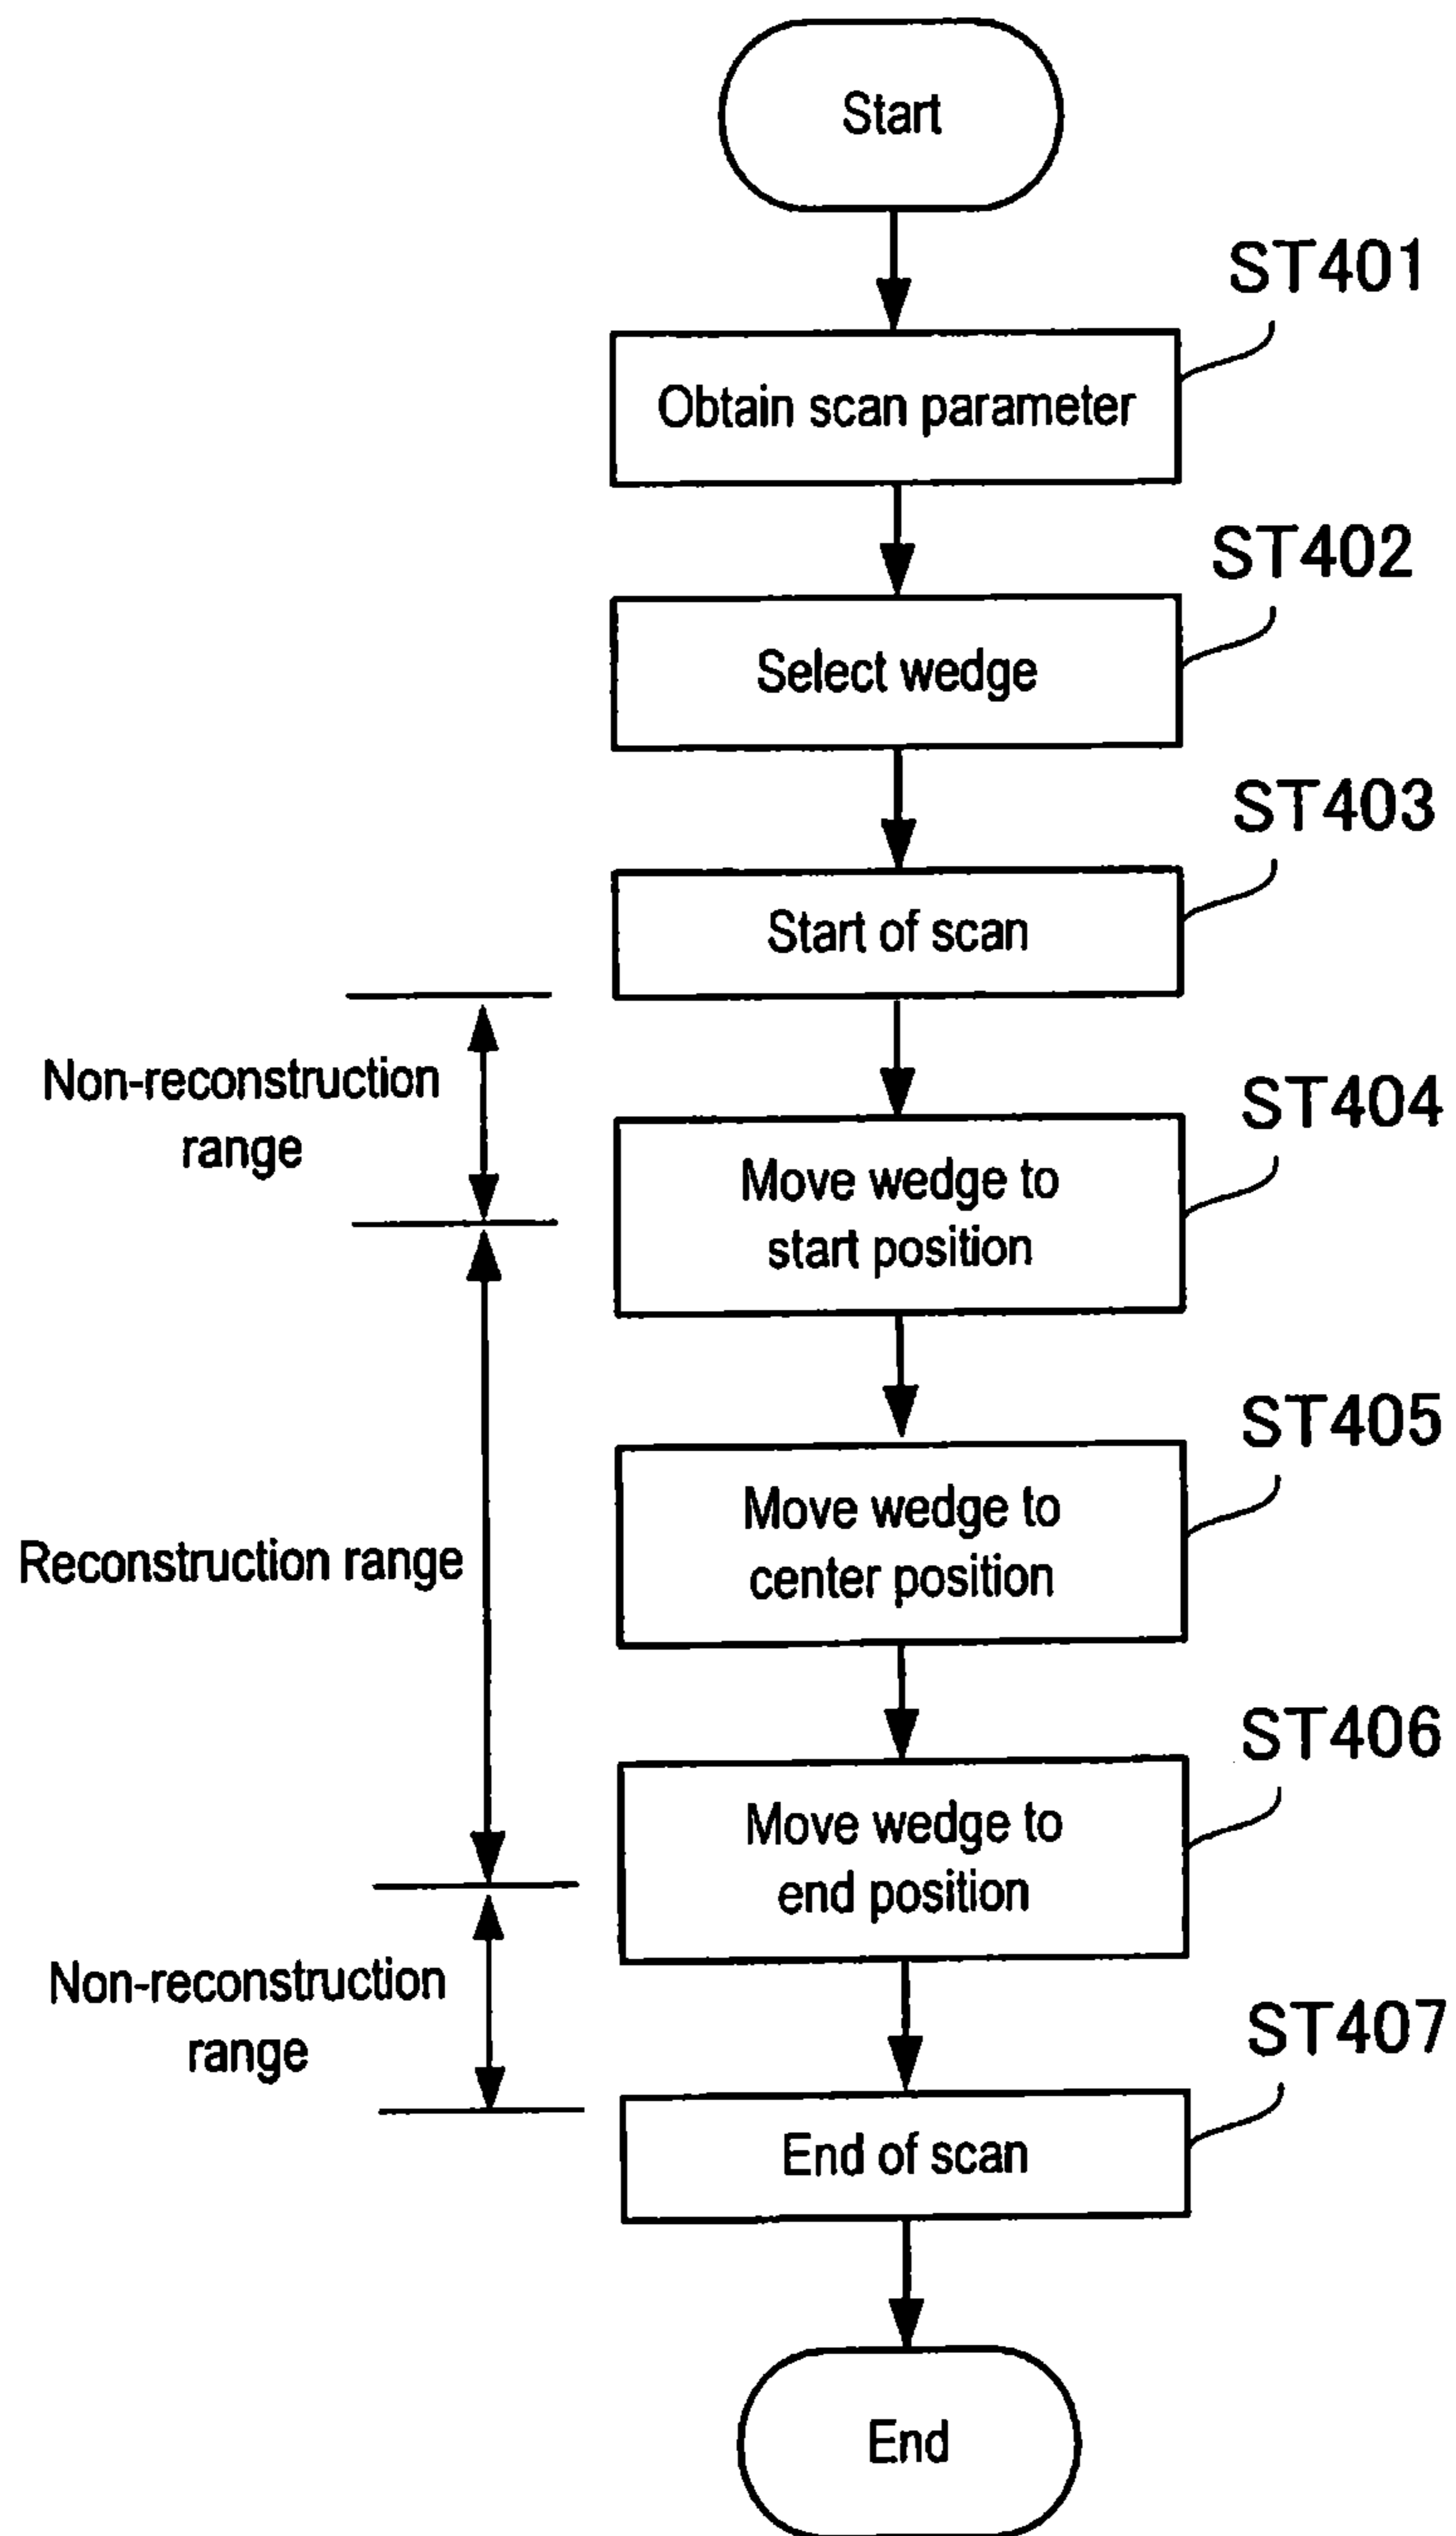 Start
ST401
Obtain scan parameter
ST402
Select wedge
ST403
Start of scan
Non-reconstruction
range
ST404
Move wedge to
start position
ST405
Move wedge to
center position
Reconstruction range
ST406
Move wedge to
end position
Non-reconstruction
range
ST407
End of scan
End